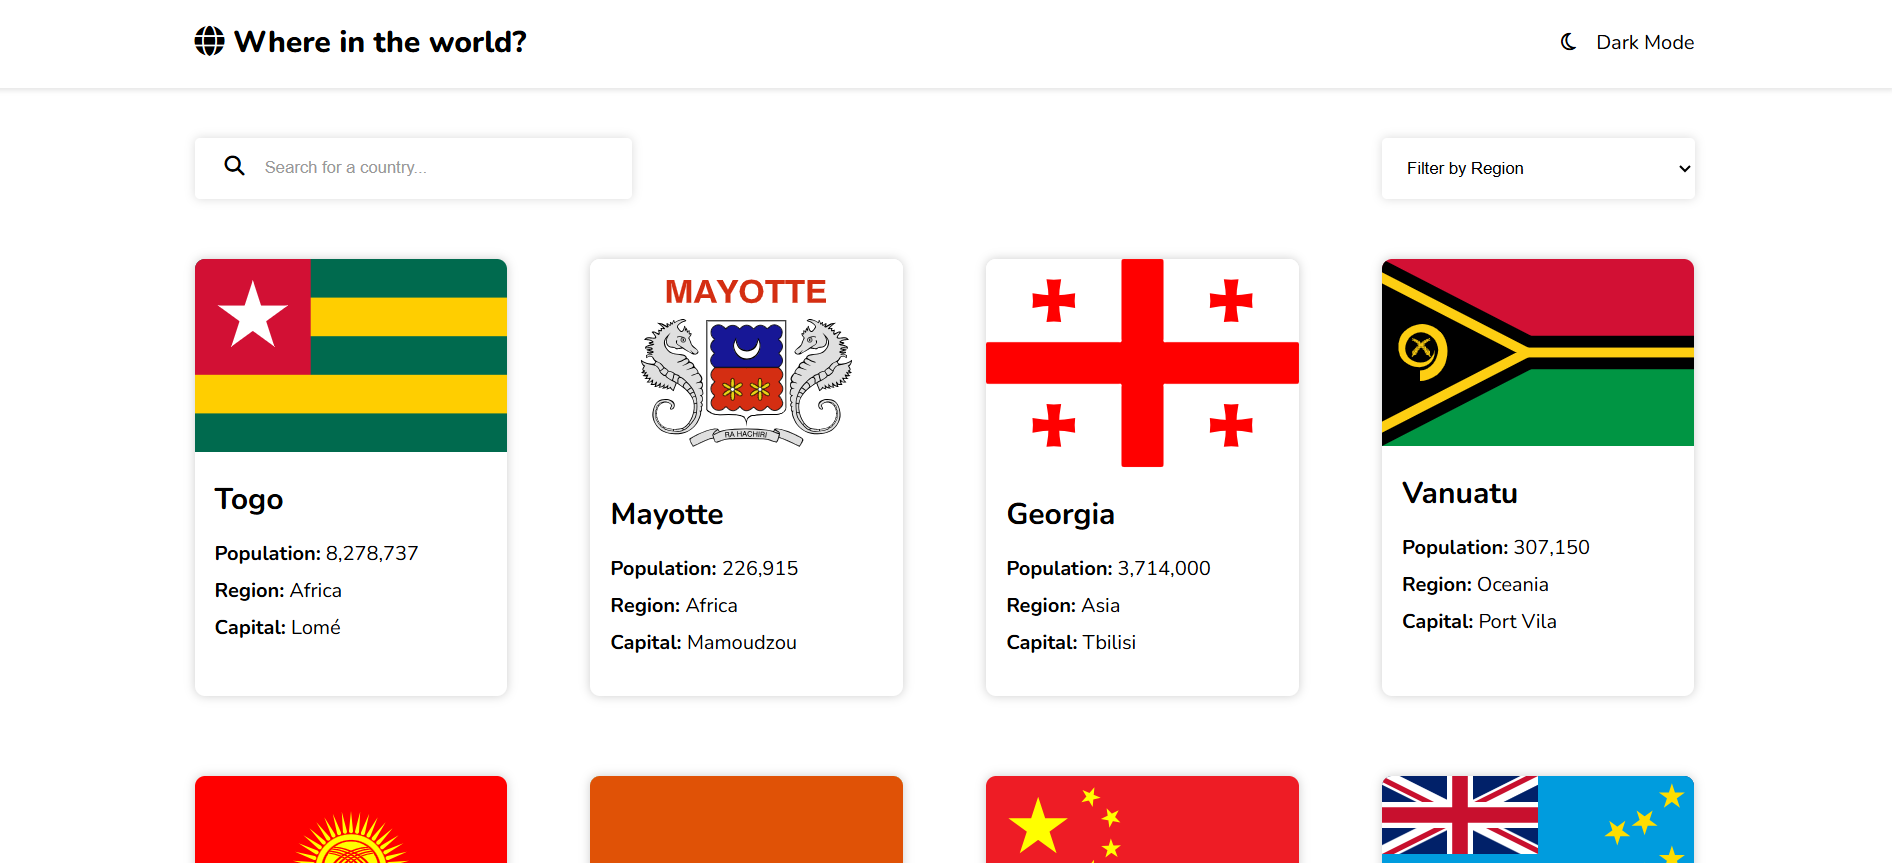 Where in the world?
Dark Mode
Search for a country...
Filter by Region
MAYOTTE
RA HACHIRI
Togo
Population: 8,278,737
Region: Africa
Capital: Lomé
Mayotte
Population: 226,915
Region: Africa
Capital: Mamoudzou
Georgia
Population: 3,714,000
Region: Asia
Capital: Tbilisi
Vanuatu
Population: 307,150
Region: Oceania
Capital: Port Vila